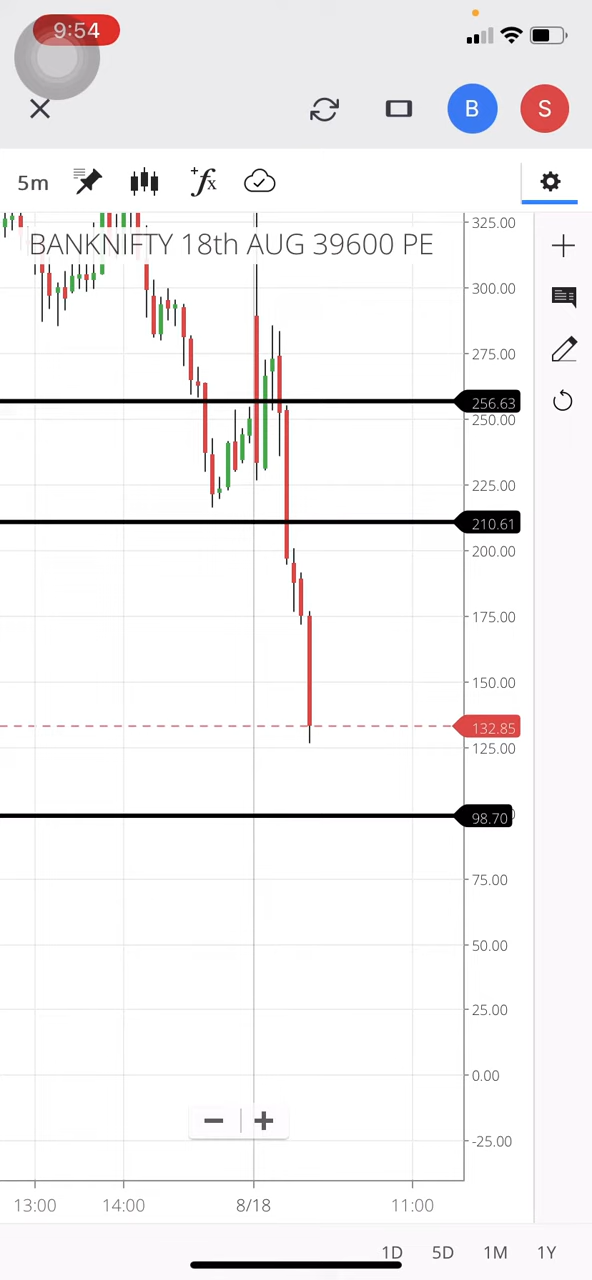 9:54
B
S
5m
+fx
BANKNIFTY 18th AUG 39600 PE
325.00
300.00
275.00
256.63
250.00
225.00
210.61
200.00
175.00
150.00
132.85
125.00
98.70
75.00
50.00
25.00
0.00
-25.00
13:00 14:00 8/18 11:00
1D 5D 1M 1Y